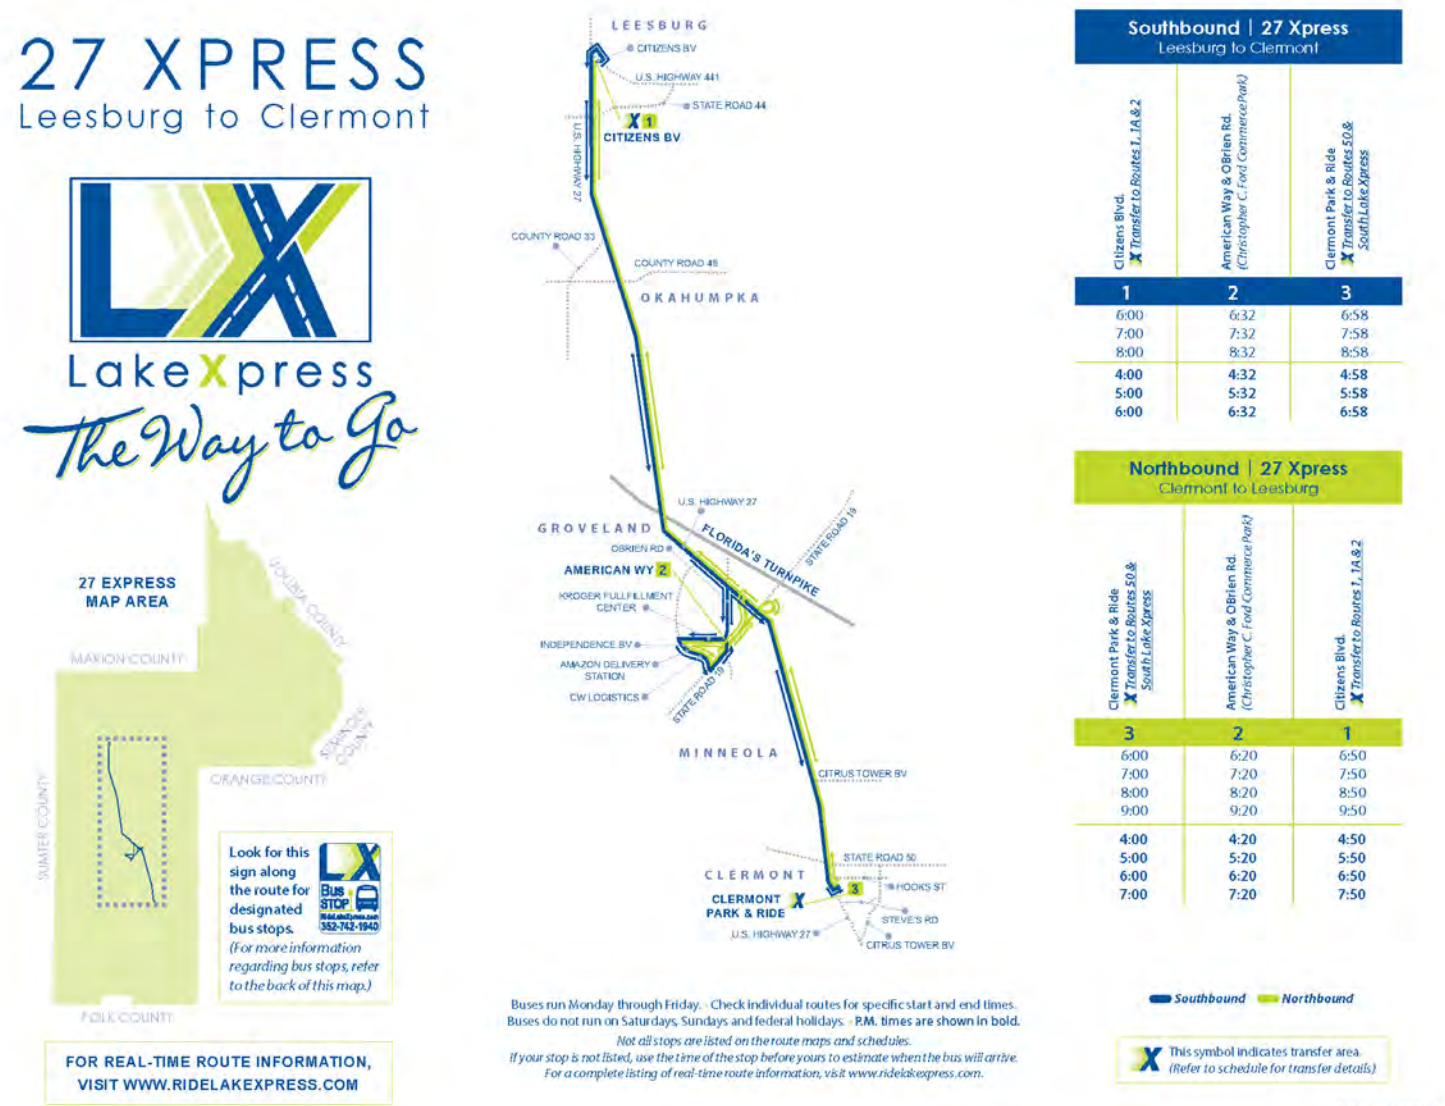 27 XPRESS
Leesburg to Clermont
LX
LakeXpress
The Way to Go
27 EXPRESS
MAP AREA
VOLUSIA COUNTY
MARION COUNTY
SEMINOLE
COUNTY
ORANGE COUNTY
SUMTER COUNTY
POLK COUNTY
Look for this
sign along
the route for
designated
bus stops.
(For more information
regarding bus stops, refer
to the back of this map.)
LX
Bus
STOP
RideLakeXpress.com
352-742-1940
FOR REAL-TIME ROUTE INFORMATION,
VISIT WWW.RIDELAKEXPRESS.COM
LEESBURG
CITIZENS BV
U.S. HIGHWAY 441
STATE ROAD 44
X 1
CITIZENS BV
U.S. HIGHWAY 27
COUNTY ROAD 33
COUNTY ROAD 48
OKAHUMPKA
U.S. HIGHWAY 27
GROVELAND
FLORIDA'S TURNPIKE
STATE ROAD 19
OBRIEN RD
AMERICAN WY 2
KROGER FULLFILLMENT
CENTER
INDEPENDENCE BV
AMAZON DELIVERY
STATION
CW LOGISTICS
STATE ROAD 19
MINNEOLA
CITRUS TOWER BV
STATE ROAD 50
CLERMONT
3
HOOKS ST
CLERMONT
PARK & RIDE
X
STEVE'S RD
U.S. HIGHWAY 27
CITRUS TOWER BV
Buses run Monday through Friday. • Check individual routes for specific start and end times.
Buses do not run on Saturdays, Sundays and federal holidays. • P.M. times are shown in bold.
Not all stops are listed on the route maps and schedules.
If your stop is not listed, use the time of the stop before yours to estimate when the bus will arrive.
For a complete listing of real-time route information, visit www.ridelakexpress.com.
Southbound | 27 Xpress
Leesburg to Clermont
Citizens Blvd.
X Transfer to Routes 1, 1A & 2
American Way & OBrien Rd.
(Christopher C. Ford Commerce Park)
Clermont Park & Ride
X Transfer to Routes 50 &
South Lake Xpress
1 2 3
6:00 6:32 6:58
7:00 7:32 7:58
8:00 8:32 8:58
4:00 4:32 4:58
5:00 5:32 5:58
6:00 6:32 6:58
Northbound | 27 Xpress
Clermont to Leesburg
Clermont Park & Ride
X Transfer to Routes 50 &
South Lake Xpress
American Way & OBrien Rd.
(Christopher C. Ford Commerce Park)
Citizens Blvd.
X Transfer to Routes 1, 1A & 2
3 2 1
6:00 6:20 6:50
7:00 7:20 7:50
8:00 8:20 8:50
9:00 9:20 9:50
4:00 4:20 4:50
5:00 5:20 5:50
6:00 6:20 6:50
7:00 7:20 7:50
Southbound Northbound
X This symbol indicates transfer area.
(Refer to schedule for transfer details)